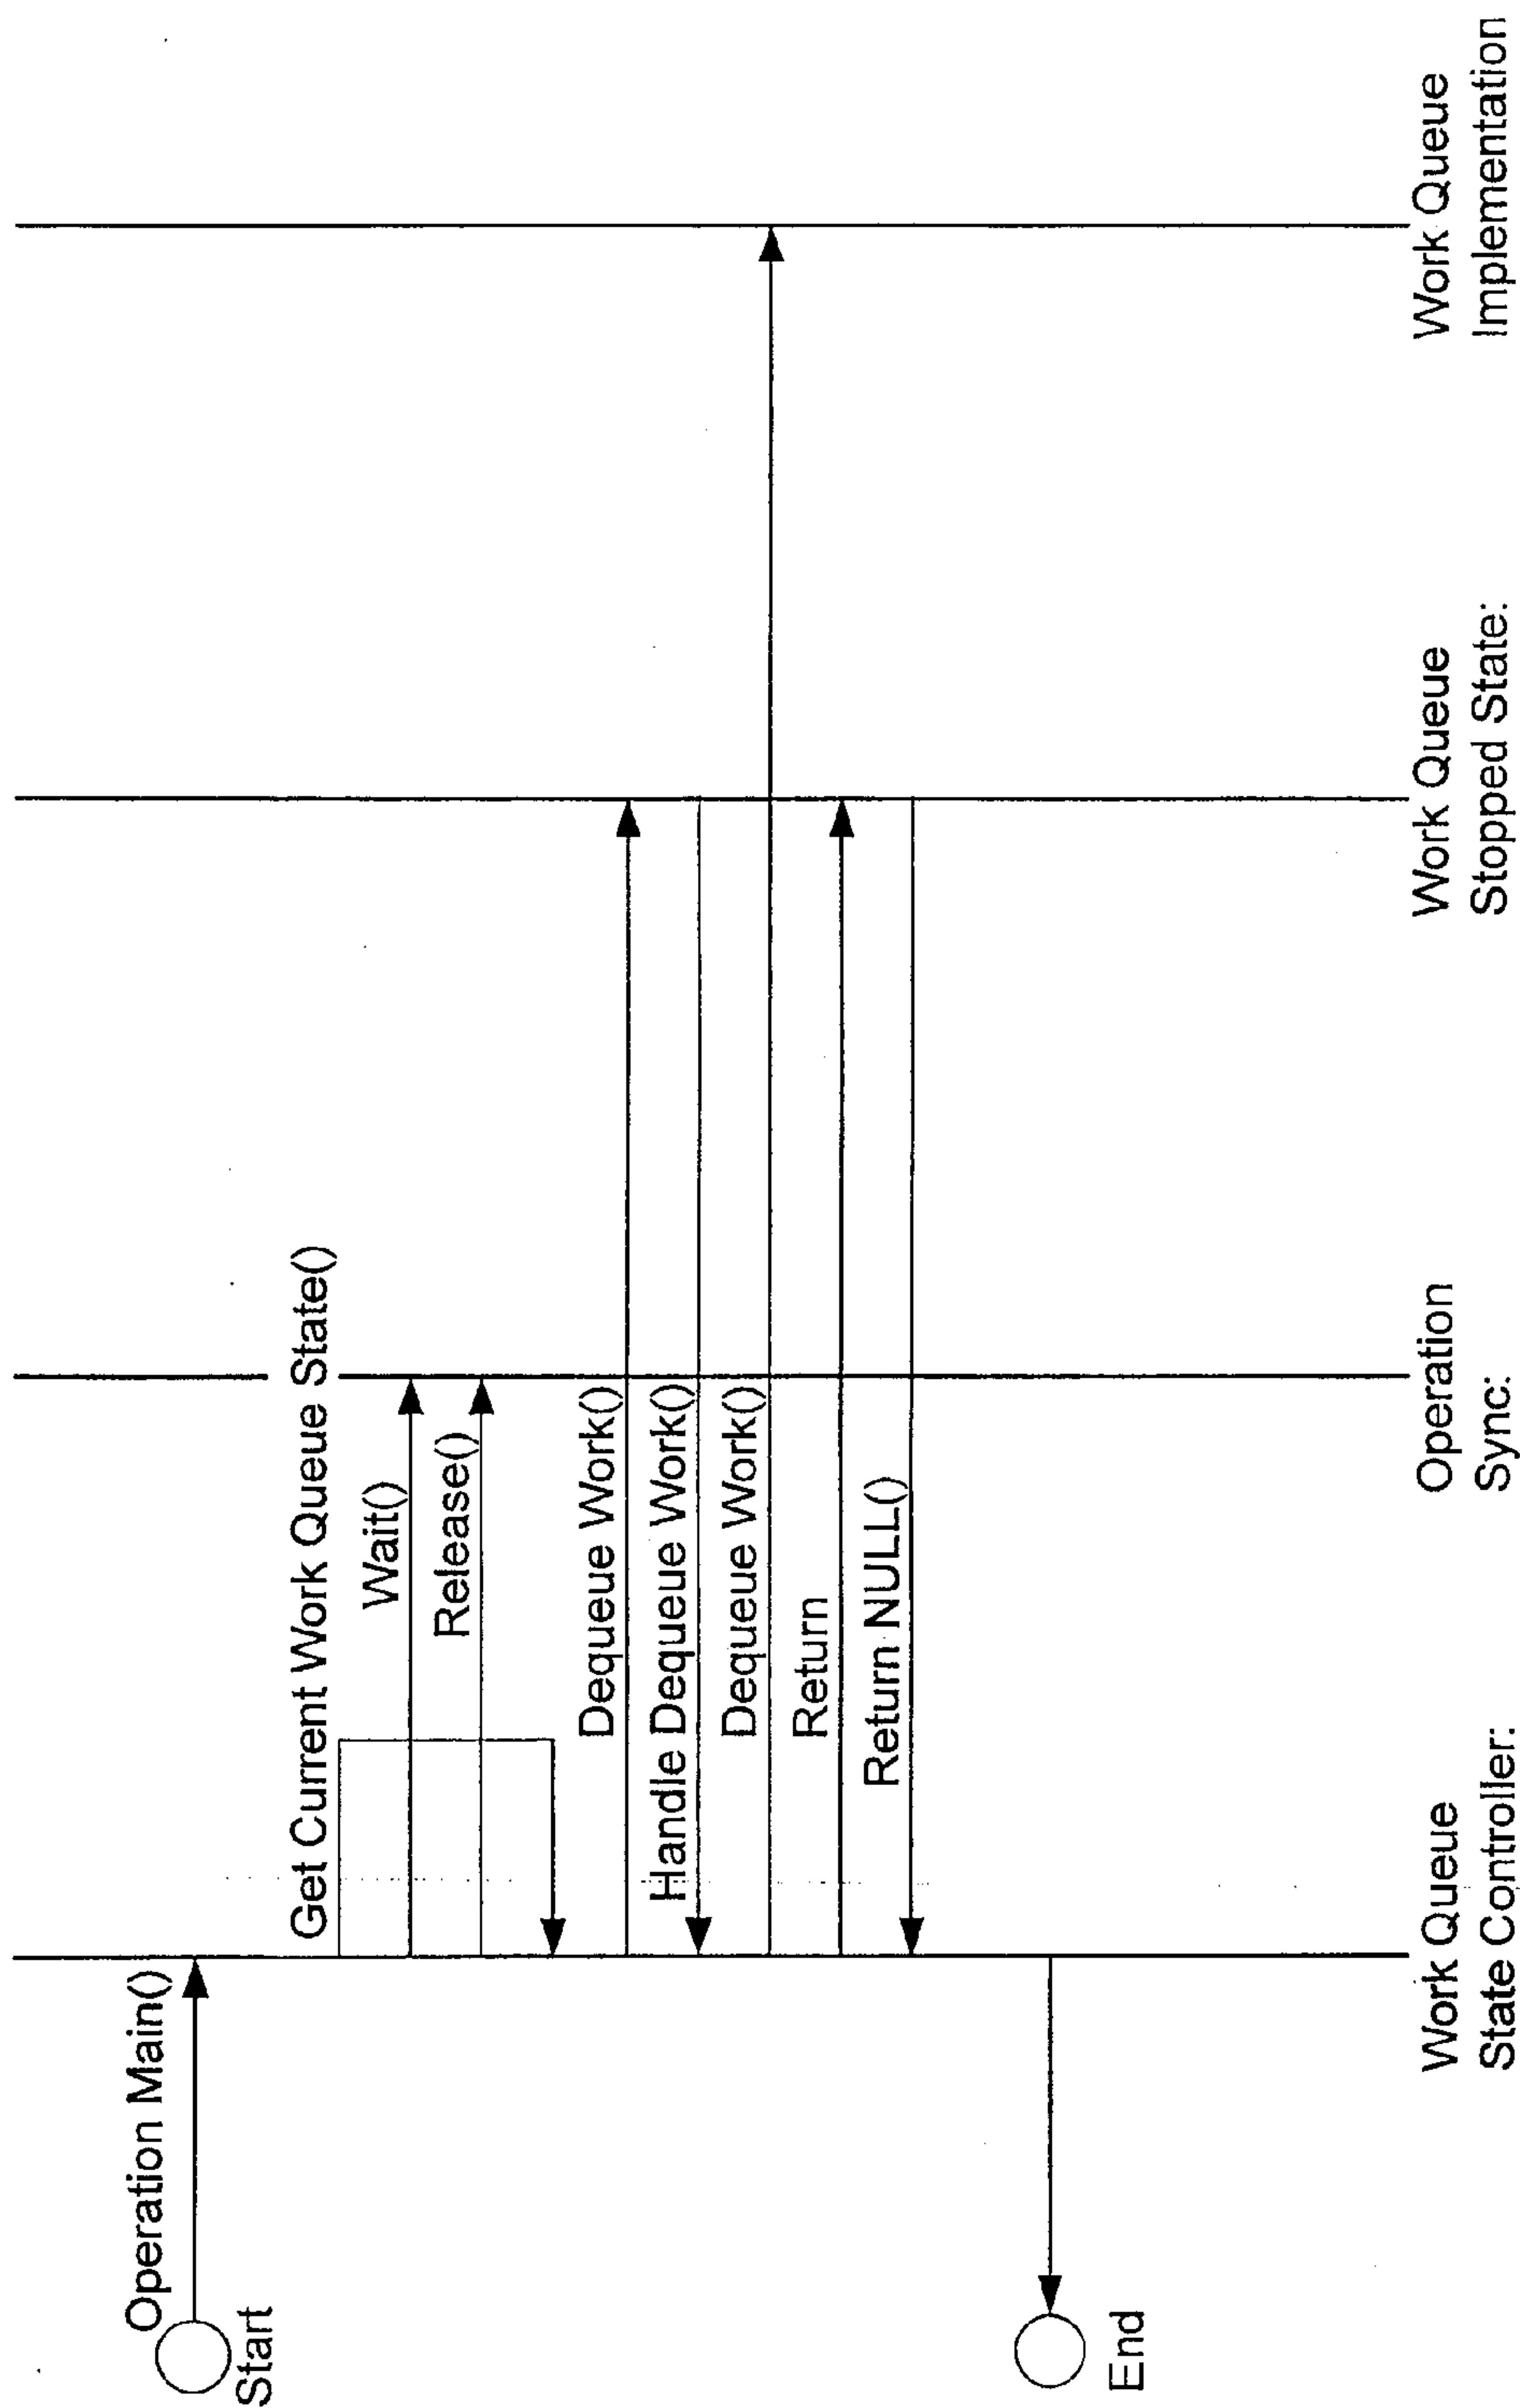 Operation Main()
Start
Get Current Work Queue State()
Wait()
Release()
Dequeue Work()
Handle Dequeue Work()
Dequeue Work()
Return
Return NULL()
End
Work Queue
State Controller:
Operation
Sync:
Work Queue
Stopped State:
Work Queue
Implementation